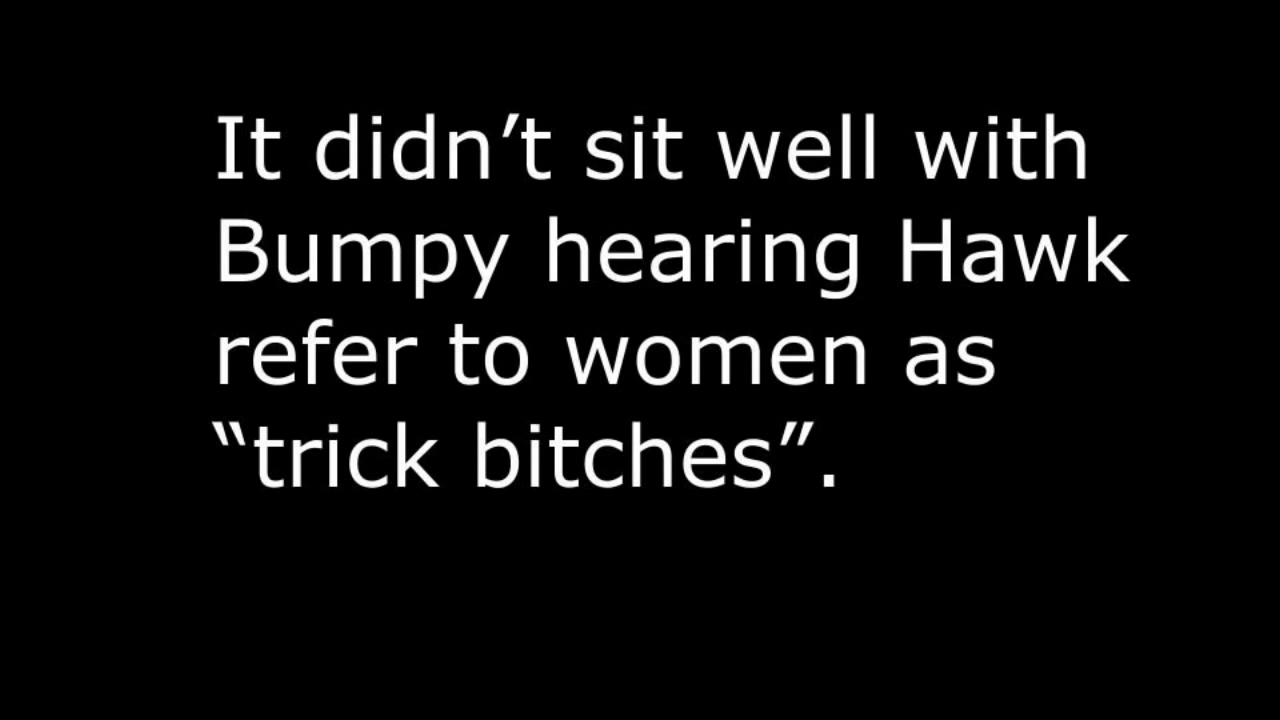 It didn’t sit well with
Bumpy hearing Hawk
refer to women as
“trick bitches”.